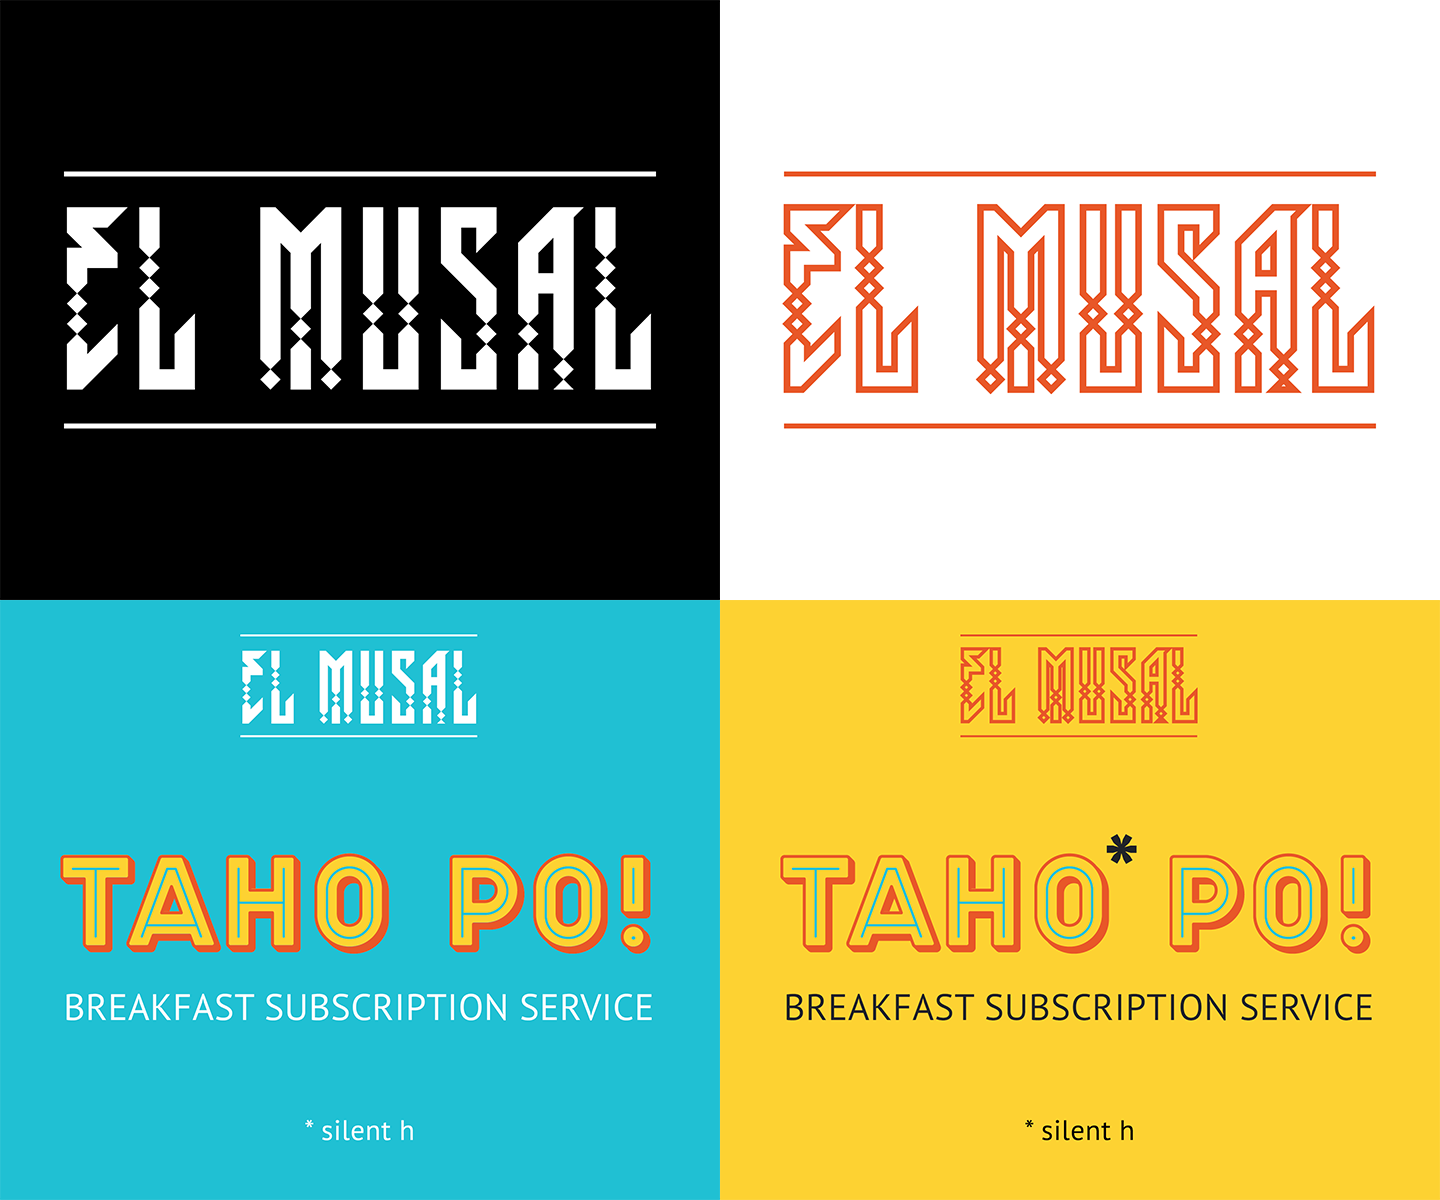 EL MUSAL
EL MUSAL
EL MUSAL
TAHO PO!
BREAKFAST SUBSCRIPTION SERVICE
* silent h
EL MUSAL
TAHO* PO!
BREAKFAST SUBSCRIPTION SERVICE
* silent h